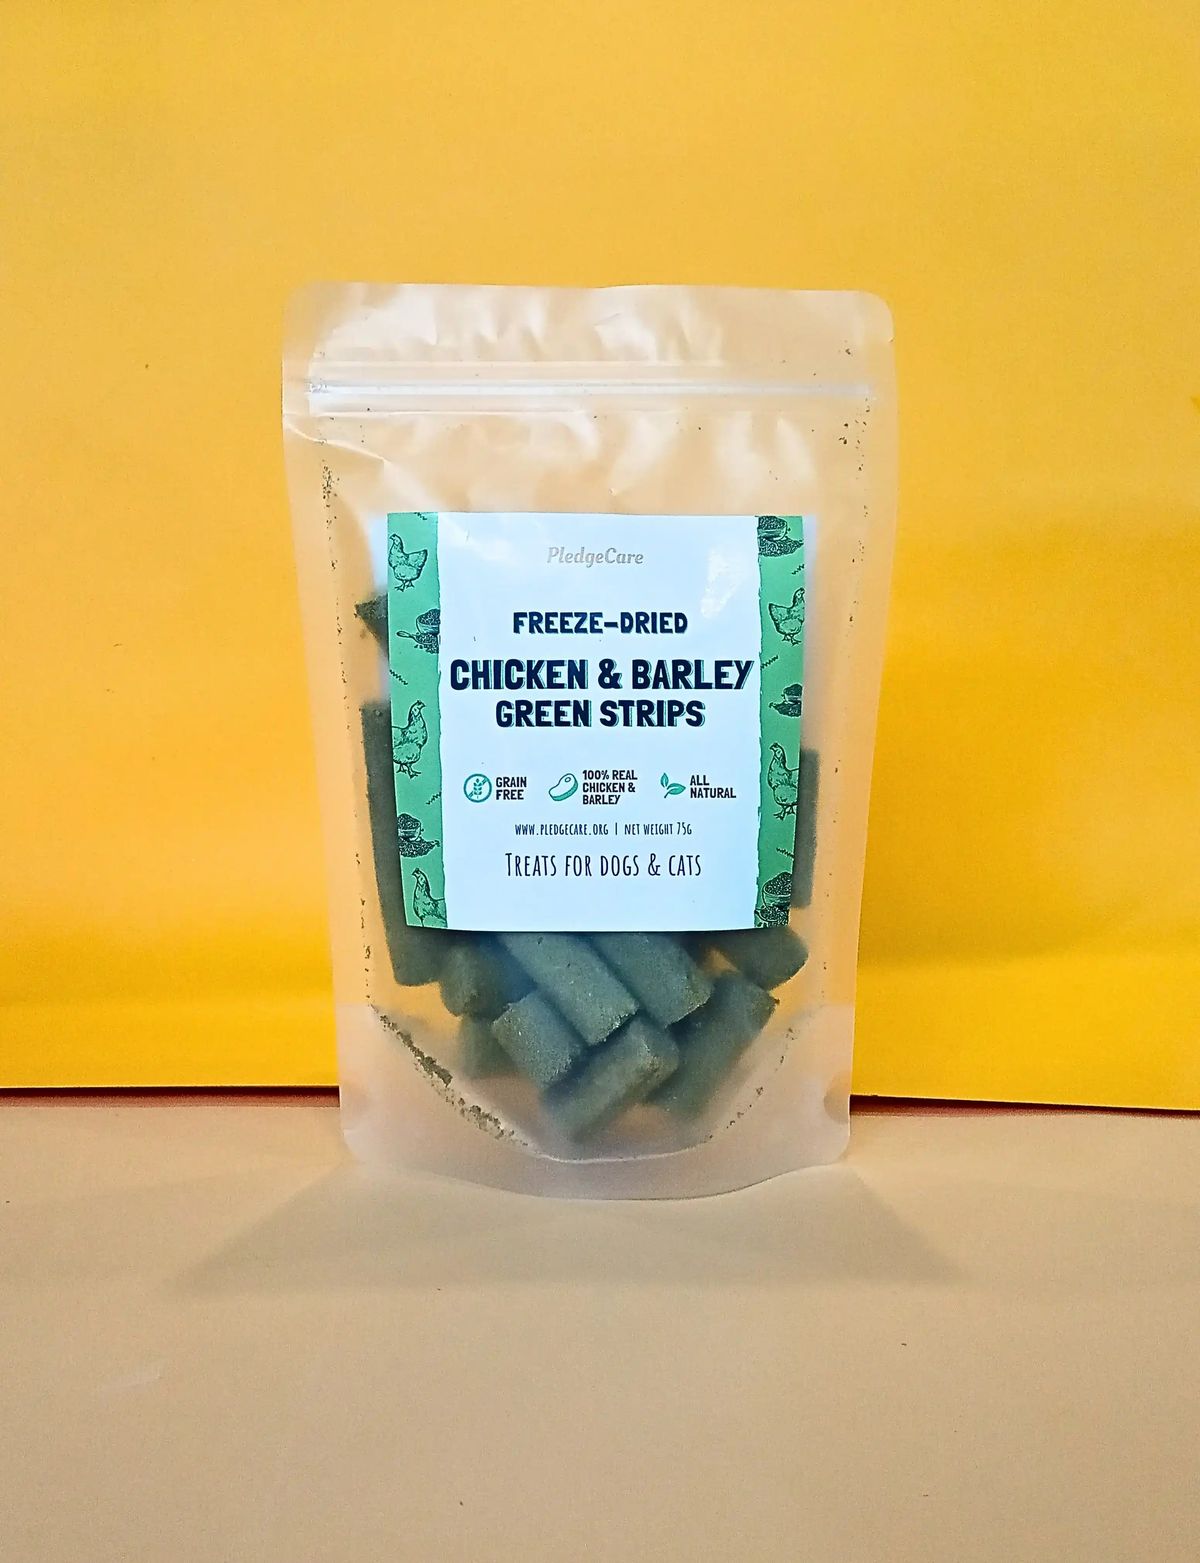 PledgeCare
FREEZE-DRIED
CHICKEN & BARLEY
GREEN STRIPS
GRAIN
FREE
100% REAL
CHICKEN &
BARLEY
ALL
NATURAL
WWW.PLEDGECARE.ORG | NET WEIGHT 75G
TREATS FOR DOGS & CATS